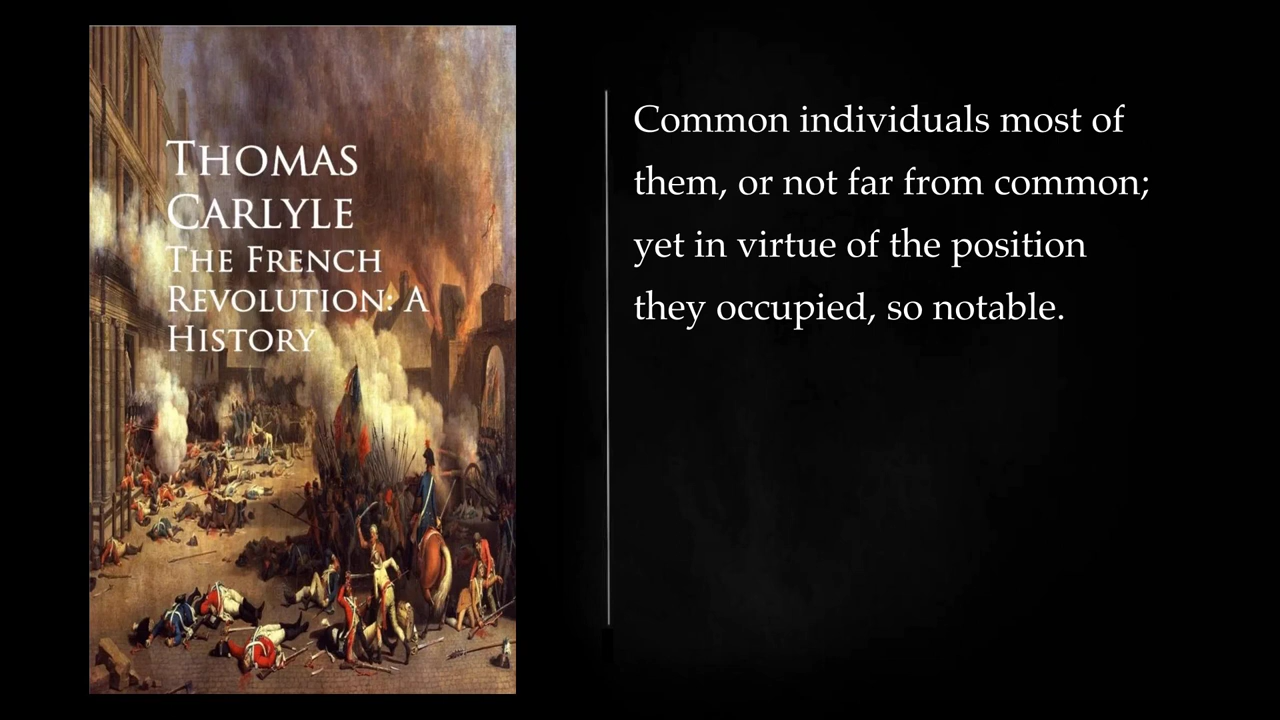 THOMAS
CARLYLE
THE FRENCH
REVOLUTION: A
HISTORY
Common individuals most of
them, or not far from common;
yet in virtue of the position
they occupied, so notable.